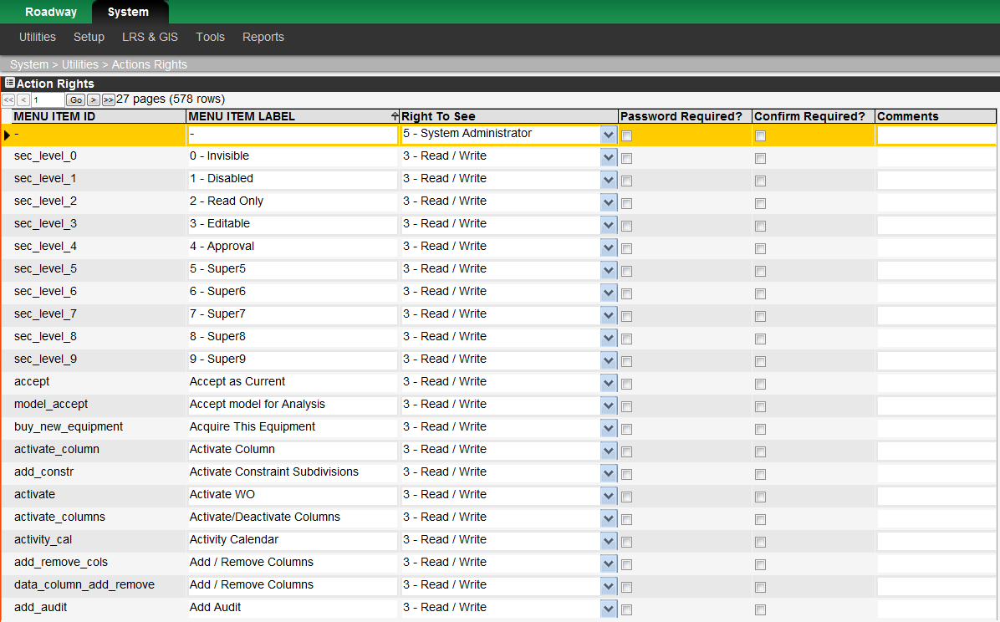 Roadway System
Utilities Setup LRS & GIS Tools Reports
System > Utilities > Actions Rights
Action Rights
<< < 1 Go > >> 27 pages (578 rows)
MENU ITEM ID MENU ITEM LABEL Right To See Password Required? Confirm Required? Comments
- - 5 - System Administrator
sec_level_0 0 - Invisible 3 - Read / Write
sec_level_1 1 - Disabled 3 - Read / Write
sec_level_2 2 - Read Only 3 - Read / Write
sec_level_3 3 - Editable 3 - Read / Write
sec_level_4 4 - Approval 3 - Read / Write
sec_level_5 5 - Super5 3 - Read / Write
sec_level_6 6 - Super6 3 - Read / Write
sec_level_7 7 - Super7 3 - Read / Write
sec_level_8 8 - Super8 3 - Read / Write
sec_level_9 9 - Super9 3 - Read / Write
accept Accept as Current 3 - Read / Write
model_accept Accept model for Analysis 3 - Read / Write
buy_new_equipment Acquire This Equipment 3 - Read / Write
activate_column Activate Column 3 - Read / Write
add_constr Activate Constraint Subdivisions 3 - Read / Write
activate Activate WO 3 - Read / Write
activate_columns Activate/Deactivate Columns 3 - Read / Write
activity_cal Activity Calendar 3 - Read / Write
add_remove_cols Add / Remove Columns 3 - Read / Write
data_column_add_remove Add / Remove Columns 3 - Read / Write
add_audit Add Audit 3 - Read / Write